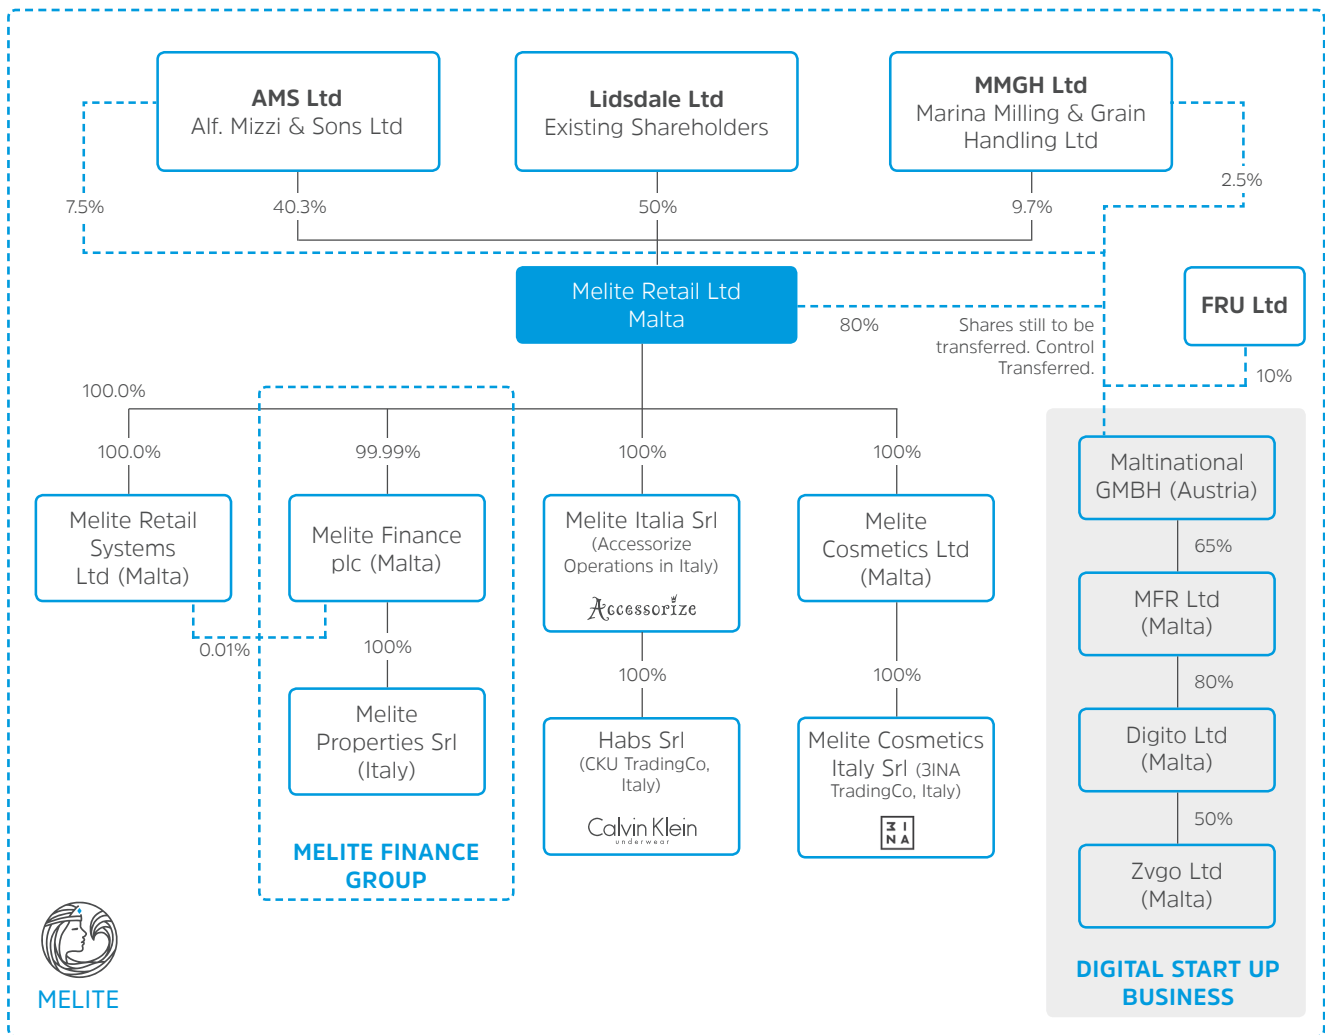 AMS Ltd
Alf. Mizzi & Sons Ltd
Lidsdale Ltd
Existing Shareholders
MMGH Ltd
Marina Milling & Grain
Handling Ltd
7.5%
40.3%
50%
9.7%
2.5%
Melite Retail Ltd
Malta
80%
Shares still to be
transferred. Control
Transferred.
FRU Ltd
10%
100.0%
100.0%
99.99%
100%
100%
Melite Retail
Systems
Ltd (Malta)
Melite Finance
plc (Malta)
Melite Italia Srl
(Accessorize
Operations in Italy)
Accessorize
Melite
Cosmetics Ltd
(Malta)
0.01%
100%
100%
100%
Melite
Properties Srl
(Italy)
Habs Srl
(CKU TradingCo,
Italy)
Calvin Klein
underwear
Melite Cosmetics
Italy Srl (3INA
TradingCo, Italy)
3 I
N A
MELITE FINANCE
GROUP
Maltinational
GMBH (Austria)
65%
MFR Ltd
(Malta)
80%
Digito Ltd
(Malta)
50%
Zvgo Ltd
(Malta)
DIGITAL START UP
BUSINESS
MELITE